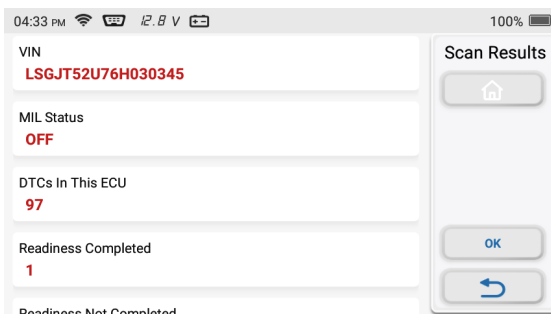 04:33 PM 12.8 V 100%
VIN
LSGJT52U76H030345
MIL Status
OFF
DTCs In This ECU
97
Readiness Completed
1
Readiness Not Completed
Scan Results
OK